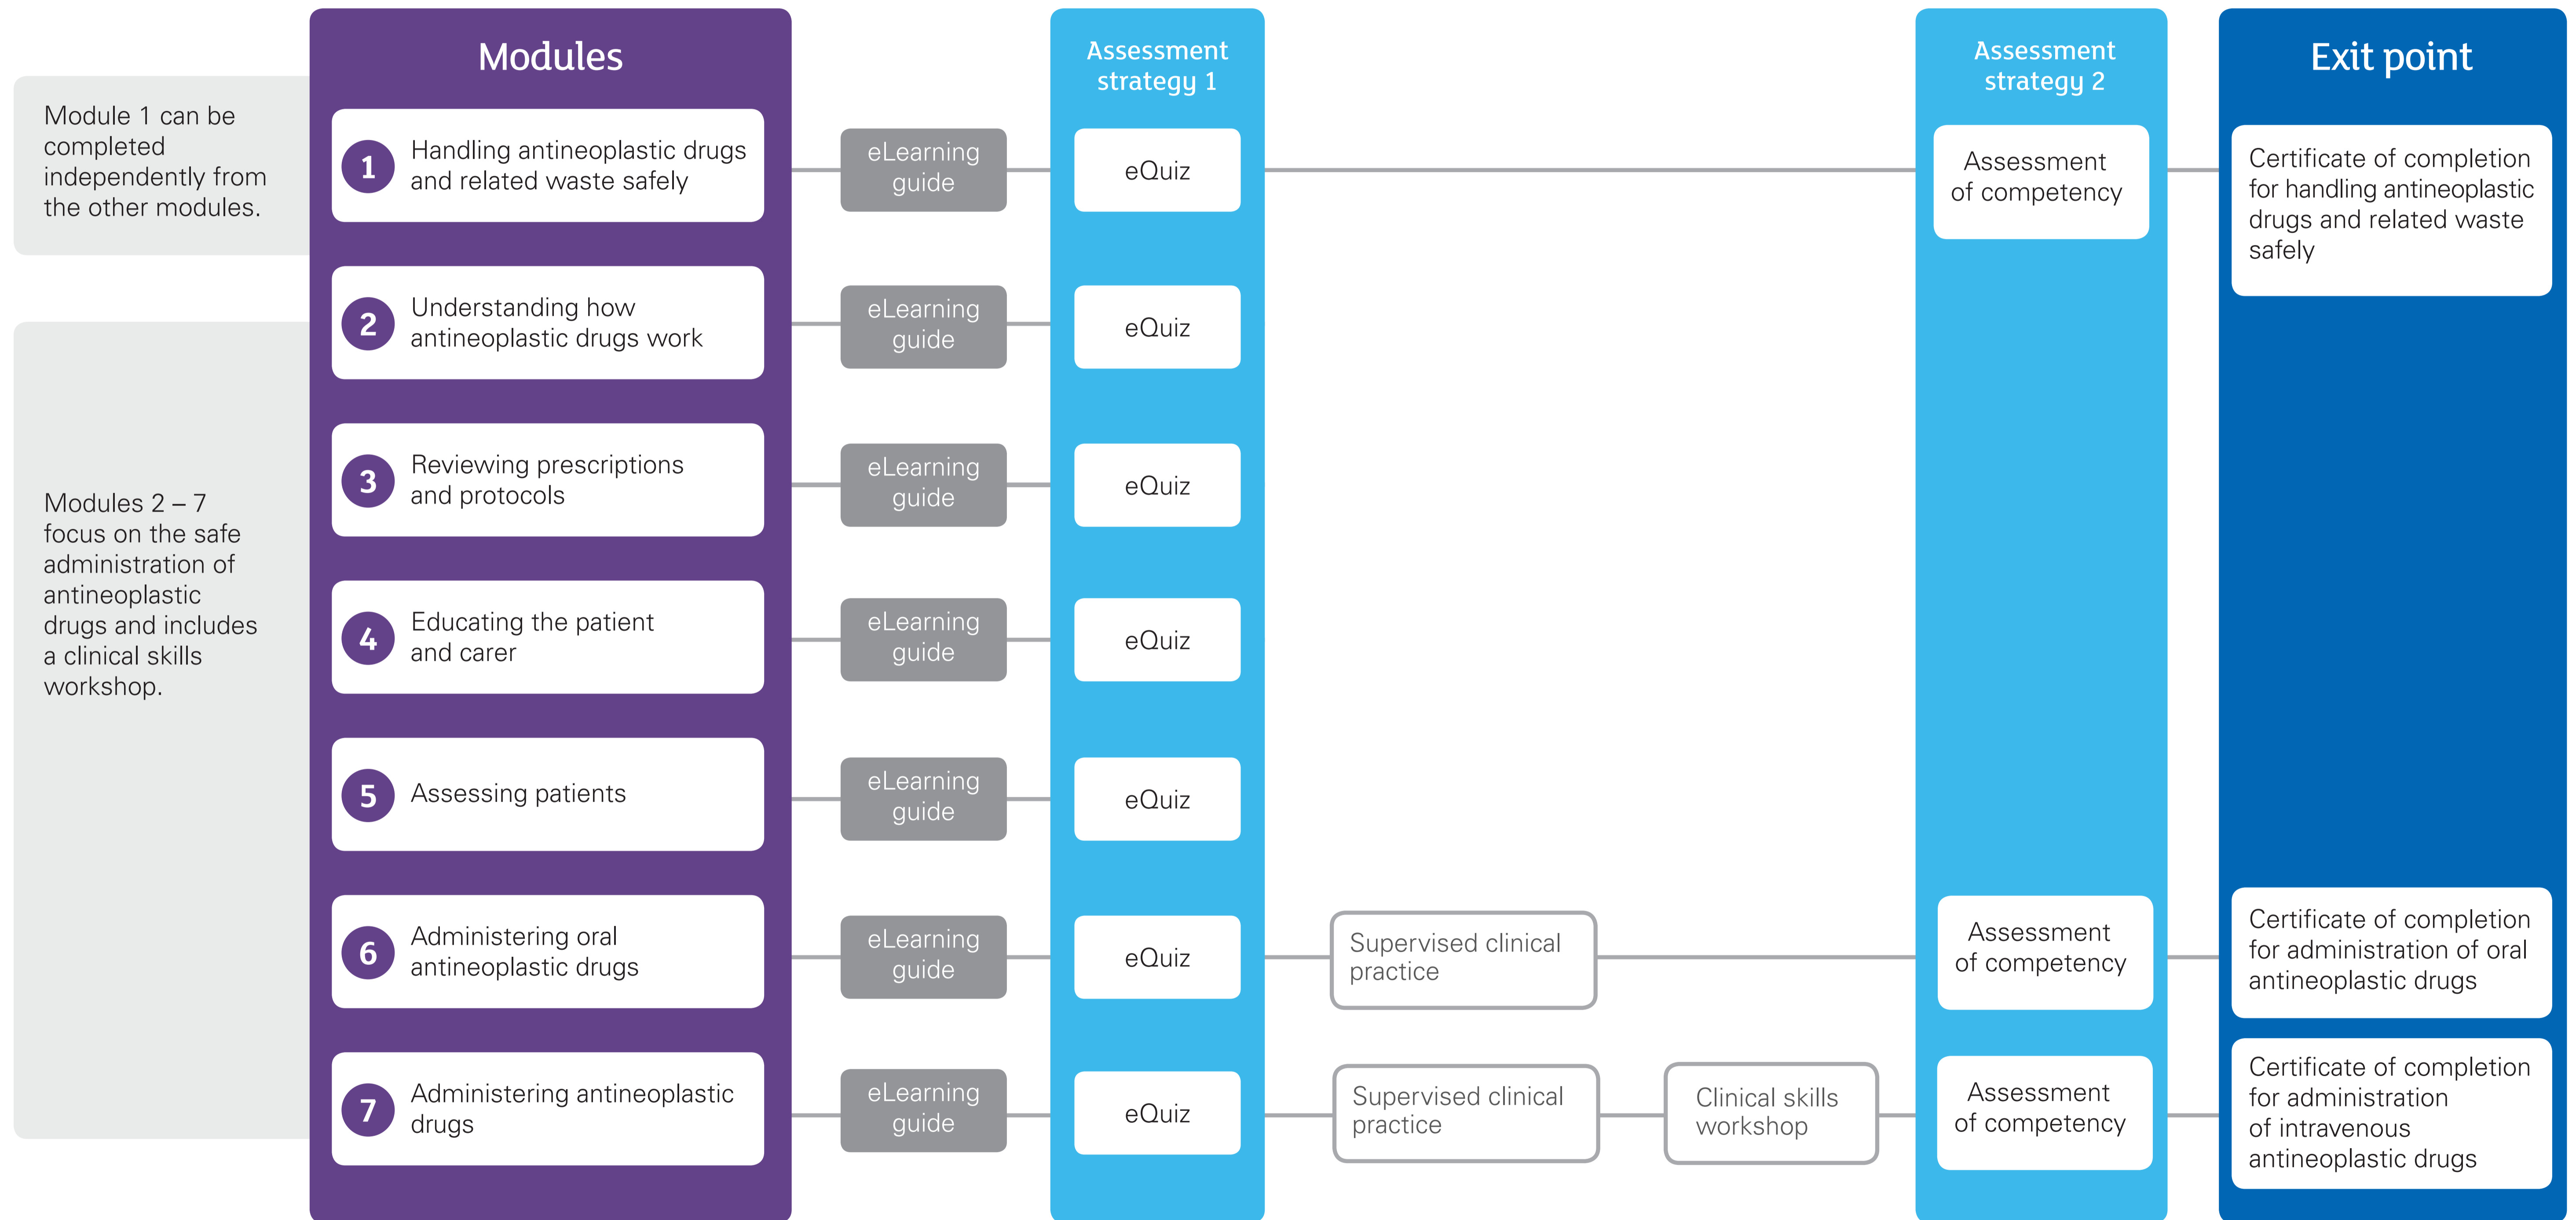 Modules
Assessment
strategy 1
Assessment
strategy 2
Exit point
Module 1 can be
completed
independently from
the other modules.
1
Handling antineoplastic drugs
and related waste safely
eLearning
guide
eQuiz
Assessment
of competency
Certificate of completion
for handling antineoplastic
drugs and related waste
safely
Modules 2 – 7
focus on the safe
administration of
antineoplastic
drugs and includes
a clinical skills
workshop.
2
Understanding how
antineoplastic drugs work
eLearning
guide
eQuiz
3
Reviewing prescriptions
and protocols
eLearning
guide
eQuiz
4
Educating the patient
and carer
eLearning
guide
eQuiz
5
Assessing patients
eLearning
guide
eQuiz
6
Administering oral
antineoplastic drugs
eLearning
guide
eQuiz
Supervised clinical
practice
Assessment
of competency
Certificate of completion
for administration of oral
antineoplastic drugs
7
Administering antineoplastic
drugs
eLearning
guide
eQuiz
Supervised clinical
practice
Clinical skills
workshop
Assessment
of competency
Certificate of completion
for administration
of intravenous
antineoplastic drugs